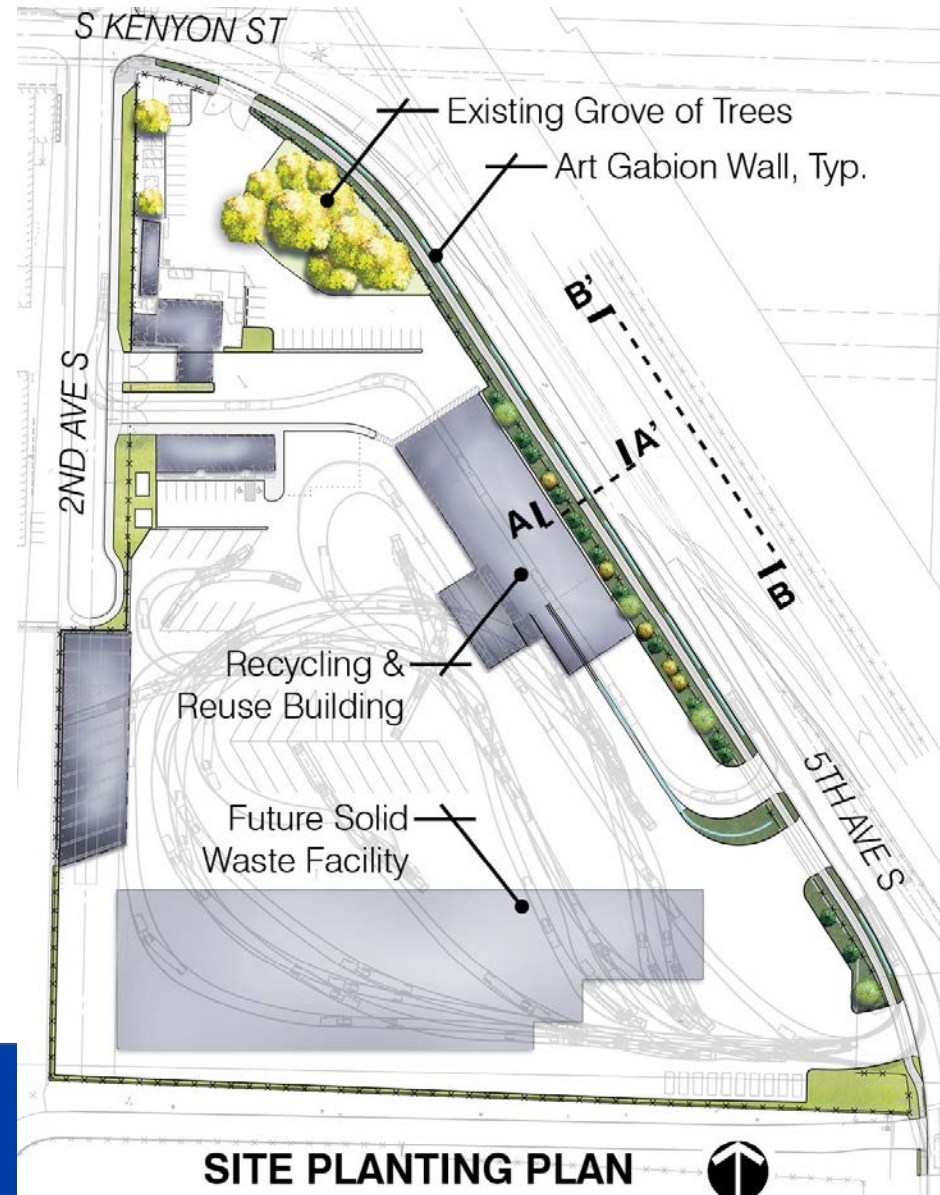 S KENYON ST
Existing Grove of Trees
Art Gabion Wall, Typ.
2ND AVE S
B'
A'
A
B
Recycling &
Reuse Building
5TH AVE S
Future Solid
Waste Facility
SITE PLANTING PLAN